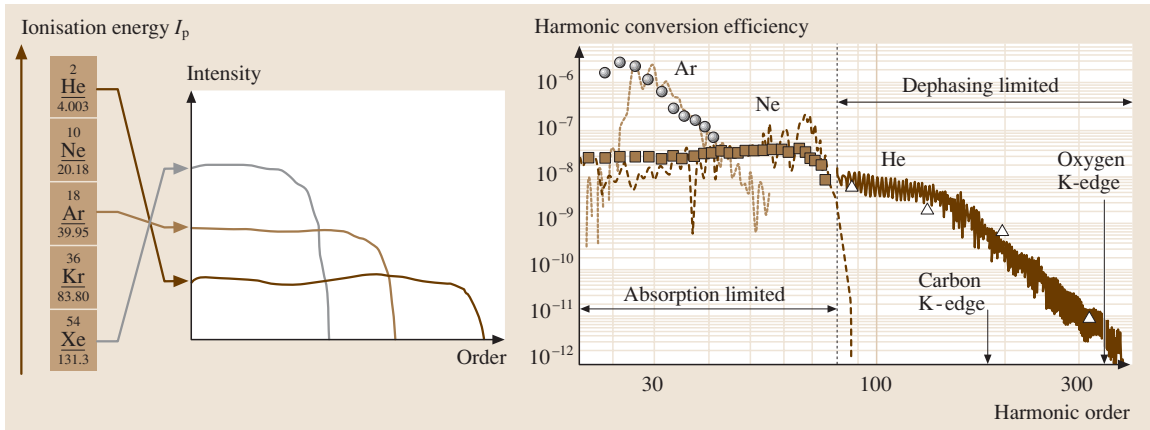 Ionisation energy Iₚ
2
He
4.003
10
Ne
20.18
18
Ar
39.95
36
Kr
83.80
54
Xe
131.3
Intensity
Order
Harmonic conversion efficiency
10⁻⁶
10⁻⁷
10⁻⁸
10⁻⁹
10⁻¹⁰
10⁻¹¹
10⁻¹²
Ar
Ne
Dephasing limited
He
Oxygen
K-edge
Carbon
K-edge
Absorption limited
30
100
300
Harmonic order